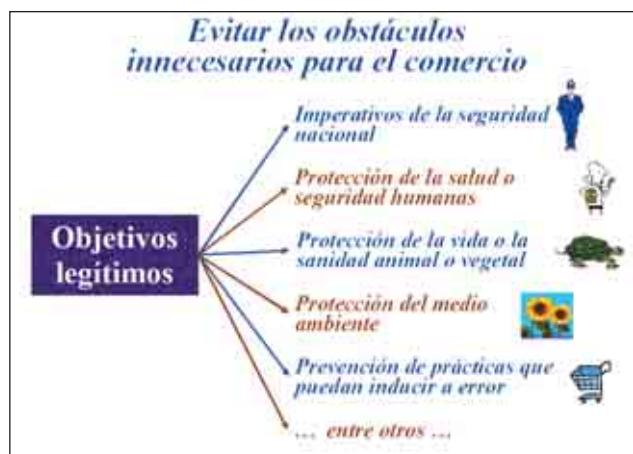 Evitar los obstáculos
innecesarios para el comercio
Objetivos
legítimos
Imperativos de la seguridad
nacional
Protección de la salud o
seguridad humanas
Protección de la vida o la
sanidad animal o vegetal
Protección del medio
ambiente
Prevención de prácticas que
puedan inducir a error
… entre otros …